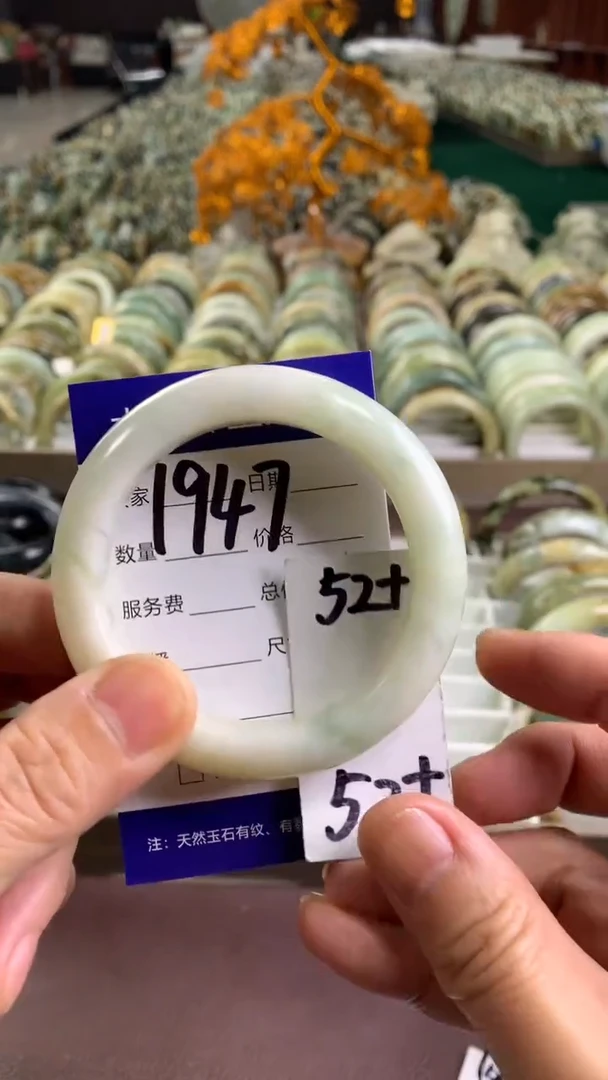 1947
家 日期
数量 价格
服务费 总
尺
52+
52+
注：天然玉石有纹、有